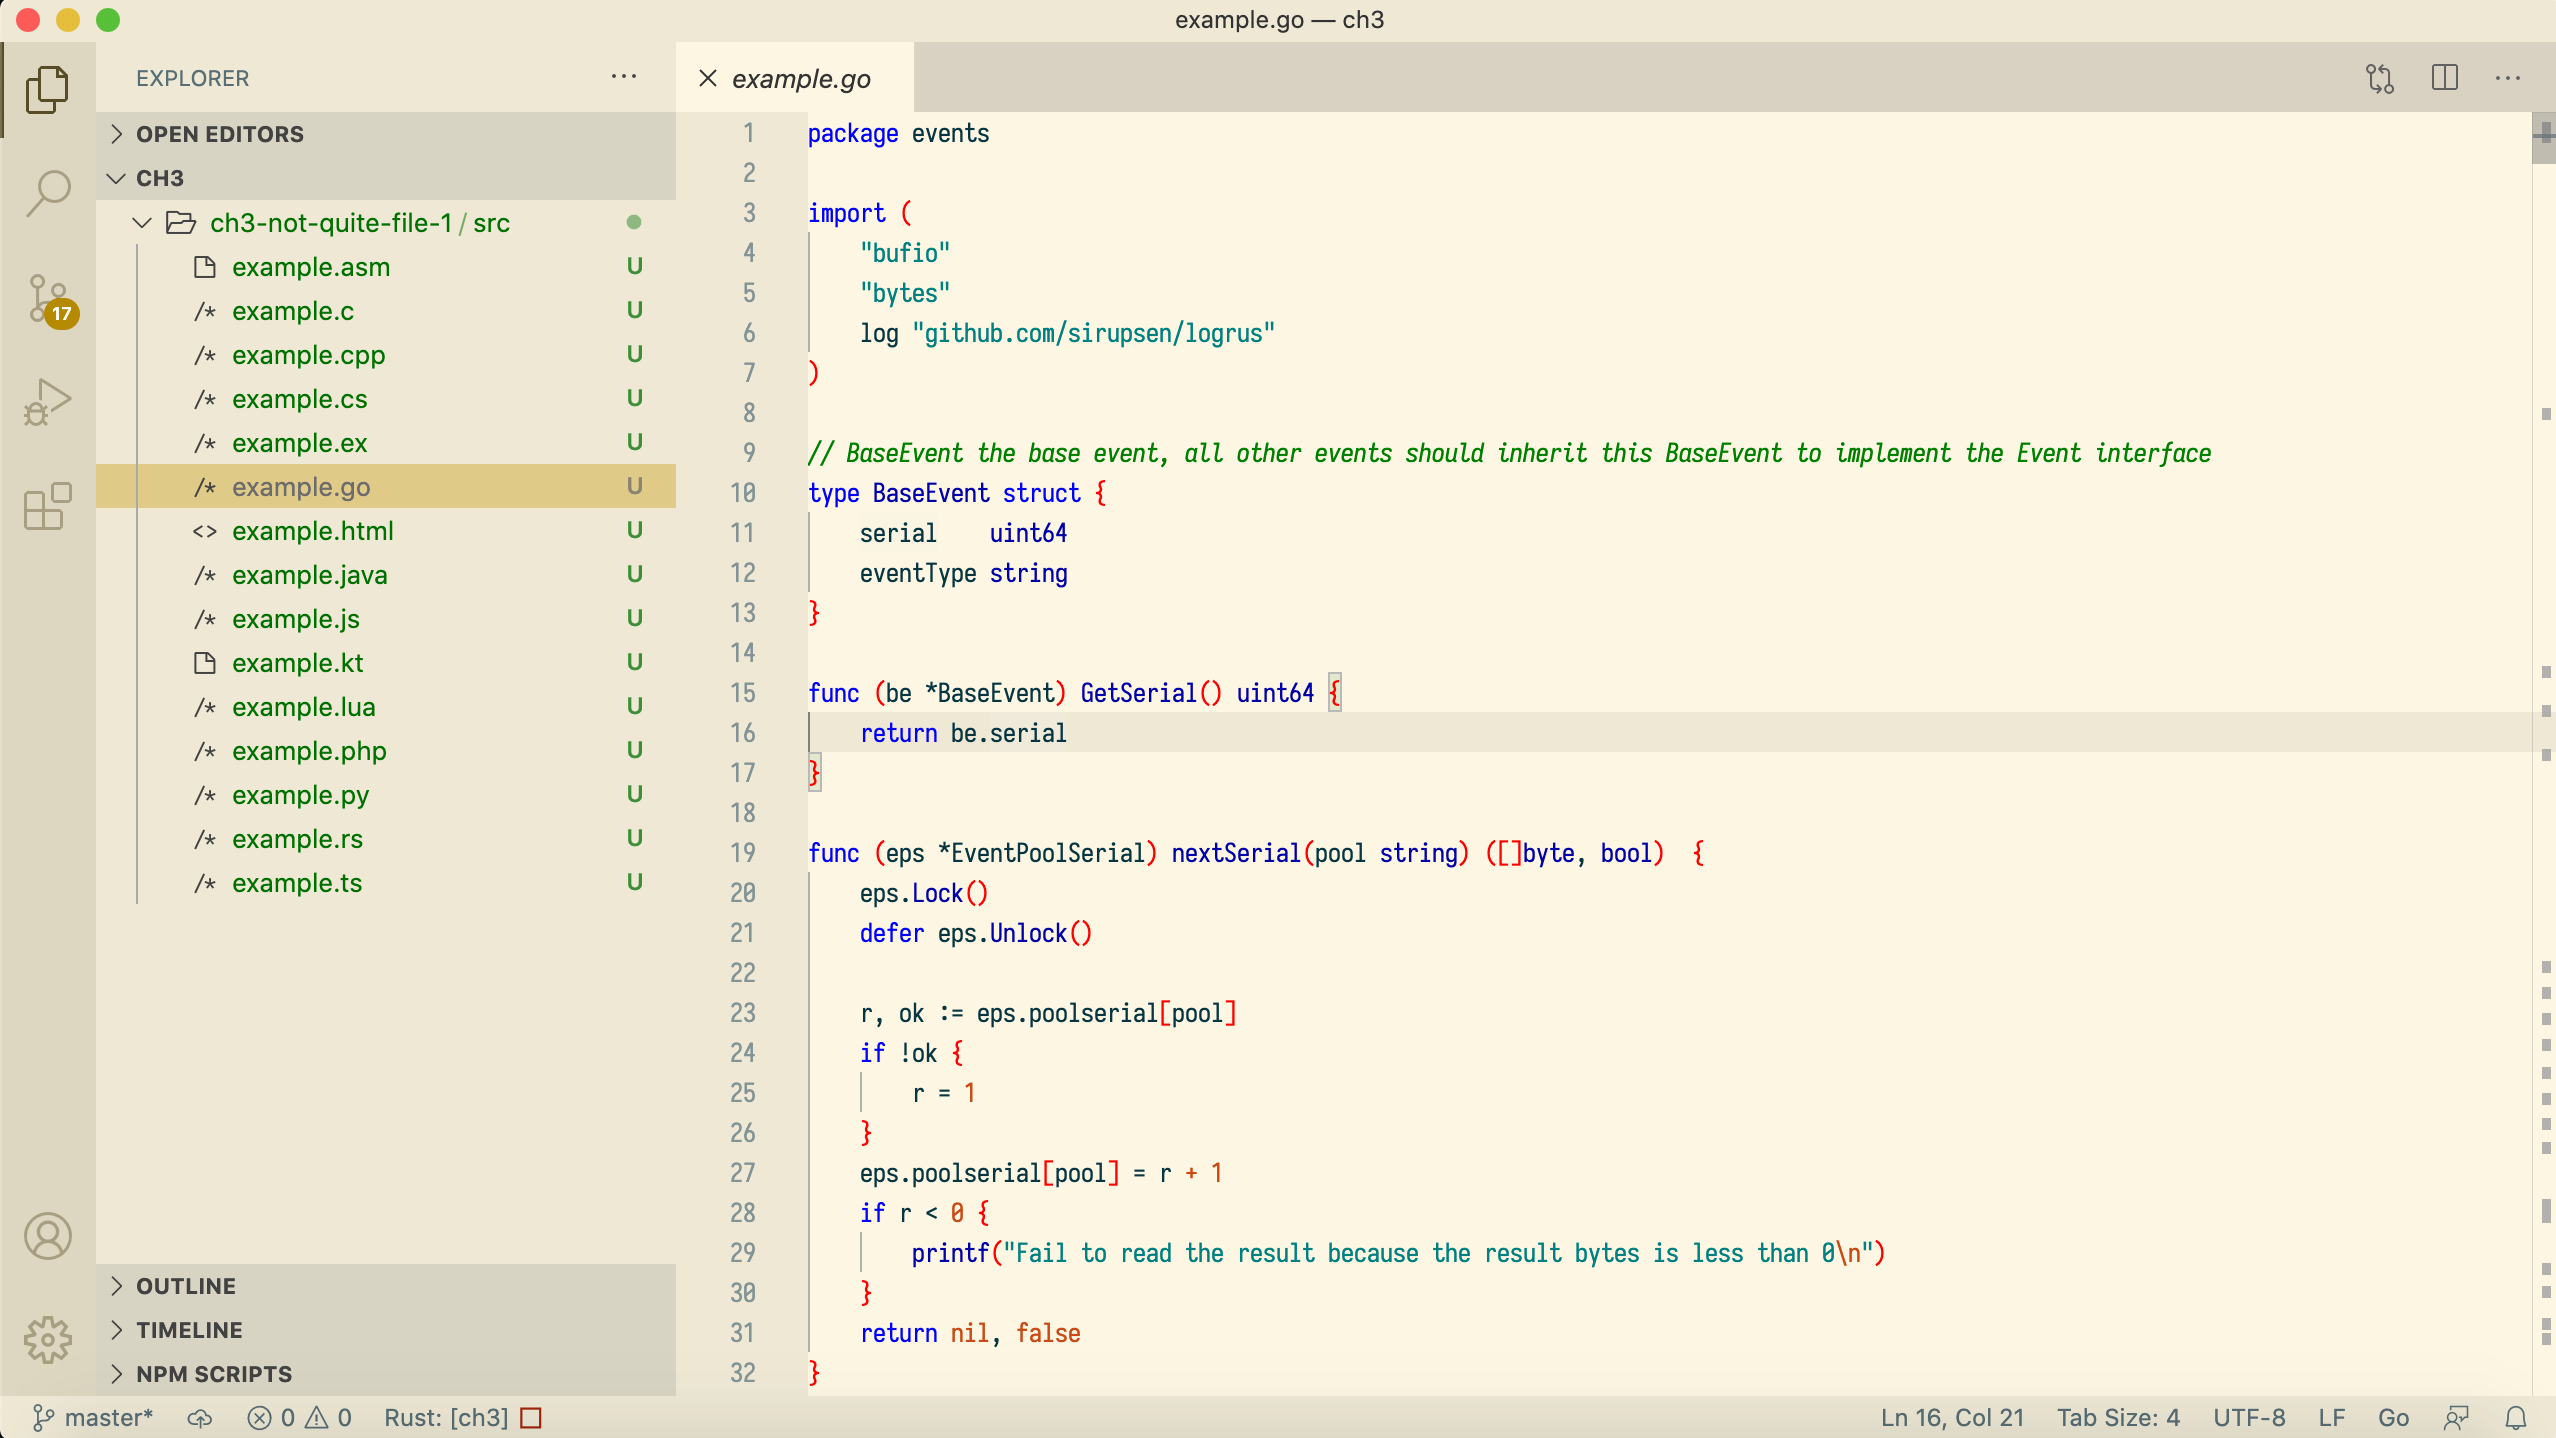 example.go — ch3
EXPLORER
OPEN EDITORS
CH3
ch3-not-quite-file-1 / src
example.asm U
/* example.c U
/* example.cpp U
/* example.cs U
/* example.ex U
/* example.go U
<> example.html U
/* example.java U
/* example.js U
example.kt U
/* example.lua U
/* example.php U
/* example.py U
/* example.rs U
/* example.ts U
OUTLINE
TIMELINE
NPM SCRIPTS
17
example.go
1 package events
2
3 import (
4     "bufio"
5     "bytes"
6     log "github.com/sirupsen/logrus"
7 )
8
9 // BaseEvent the base event, all other events should inherit this BaseEvent to implement the Event interface
10 type BaseEvent struct {
11     serial    uint64
12     eventType string
13 }
14
15 func (be *BaseEvent) GetSerial() uint64 {
16     return be.serial
17 }
18
19 func (eps *EventPoolSerial) nextSerial(pool string) ([]byte, bool)  {
20     eps.Lock()
21     defer eps.Unlock()
22
23     r, ok := eps.poolserial[pool]
24     if !ok {
25         r = 1
26     }
27     eps.poolserial[pool] = r + 1
28     if r < 0 {
29         printf("Fail to read the result because the result bytes is less than 0\n")
30     }
31     return nil, false
32 }
master* 0 0 Rust: [ch3] Ln 16, Col 21 Tab Size: 4 UTF-8 LF Go